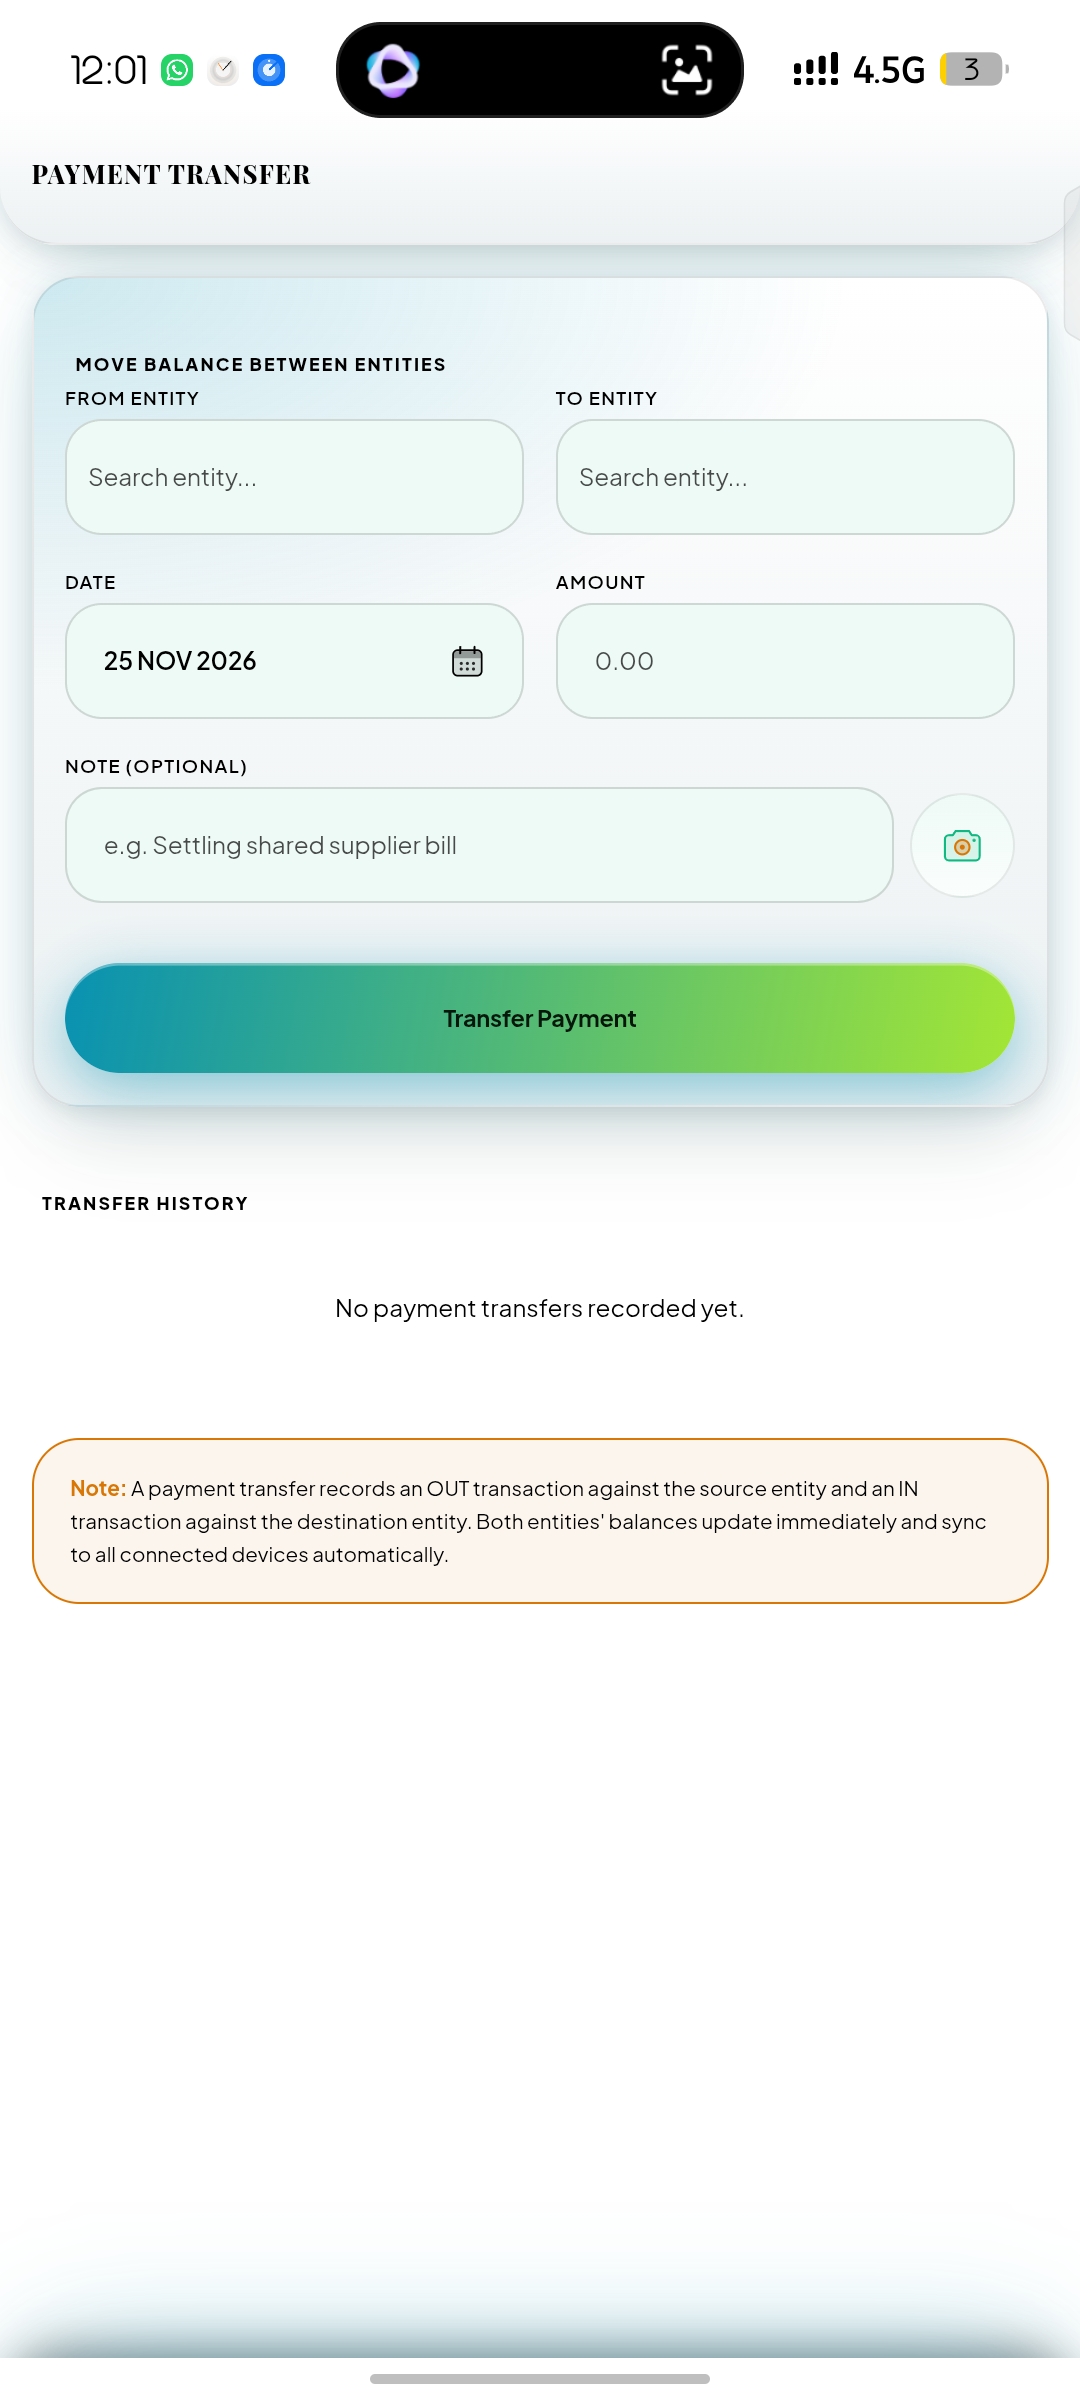 12:01
4.5G
3
PAYMENT TRANSFER
MOVE BALANCE BETWEEN ENTITIES
FROM ENTITY
TO ENTITY
Search entity...
Search entity...
DATE
AMOUNT
25 NOV 2026
0.00
NOTE (OPTIONAL)
e.g. Settling shared supplier bill
Transfer Payment
TRANSFER HISTORY
No payment transfers recorded yet.
Note: A payment transfer records an OUT transaction against the source entity and an IN
transaction against the destination entity. Both entities' balances update immediately and sync
to all connected devices automatically.